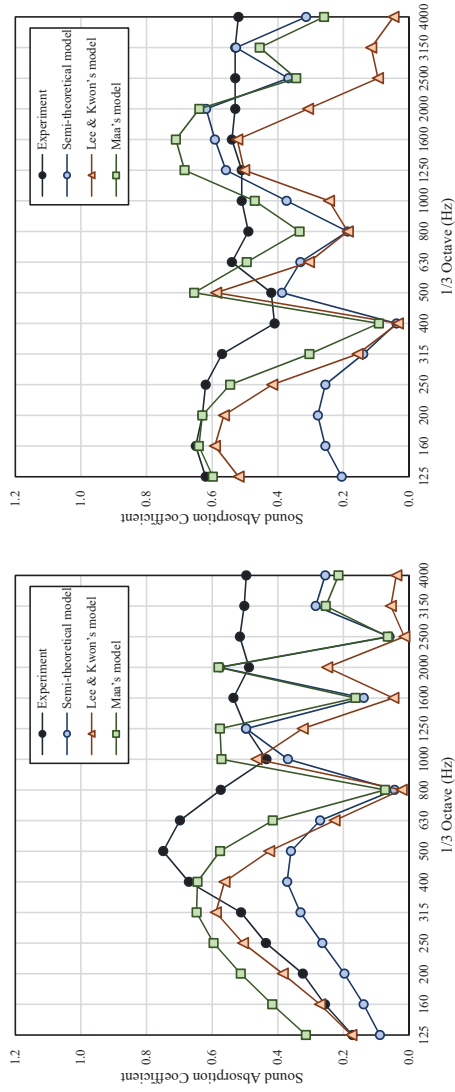 1.2
1.0
0.8
0.6
0.4
0.2
0.0
Sound Absorption Coefficient
Experiment
Semi-theoretical model
Lee & Kwon's model
Maa's model
125 160 200 250 315 400 500 630 800 1000 1250 1600 2000 2500 3150 4000
1/3 Octave (Hz)
1.2
1.0
0.8
0.6
0.4
0.2
0.0
Sound Absorption Coefficient
Experiment
Semi-theoretical model
Lee & Kwon's model
Maa's model
125 160 200 250 315 400 500 630 800 1000 1250 1600 2000 2500 3150 4000
1/3 Octave (Hz)